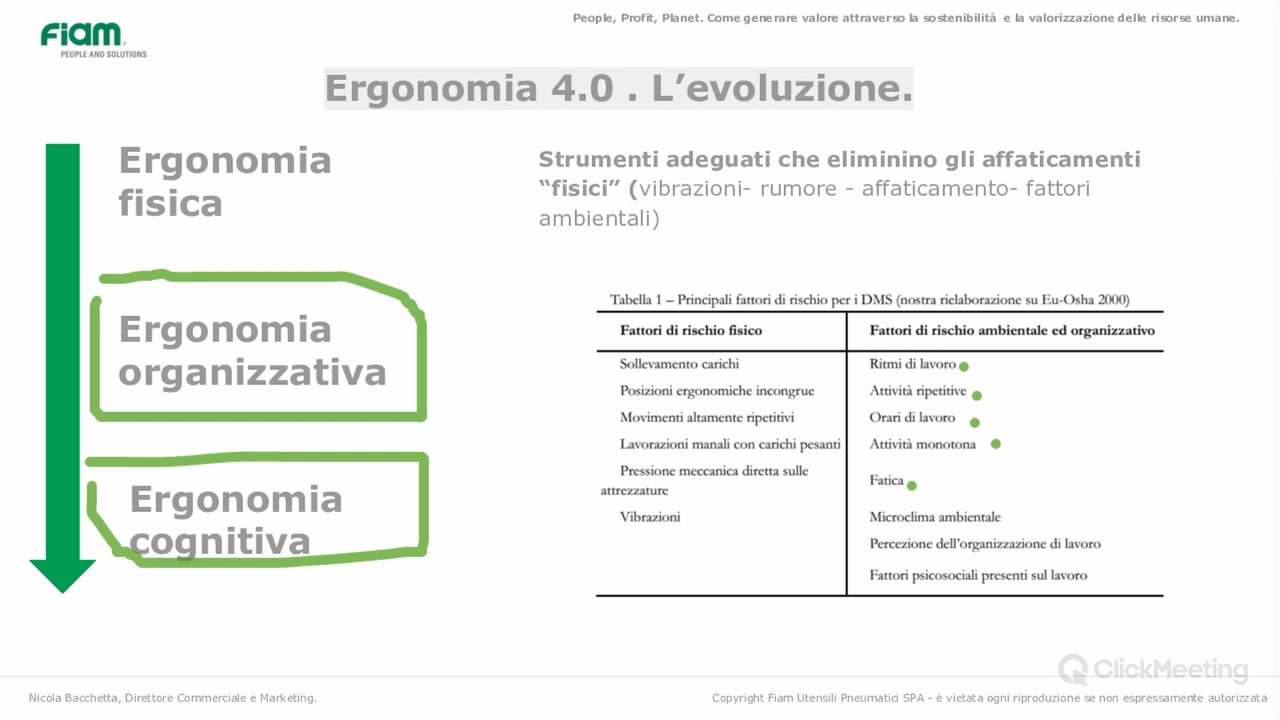 People, Profit, Planet. Come generare valore attraverso la sostenibilità e la valorizzazione delle risorse umane.
Fiam
PEOPLE AND SOLUTIONS
Ergonomia 4.0 . L’evoluzione.
Ergonomia
fisica
Strumenti adeguati che eliminino gli affaticamenti
“fisici” (vibrazioni- rumore - affaticamento- fattori
ambientali)
Ergonomia
organizzativa
Ergonomia
cognitiva
Tabella 1 – Principali fattori di rischio per i DMS (nostra rielaborazione su Eu-Osha 2000)
Fattori di rischio fisico
Sollevamento carichi
Posizioni ergonomiche incongrue
Movimenti altamente ripetitivi
Lavorazioni manali con carichi pesanti
Pressione meccanica diretta sulle
attrezzature
Vibrazioni
Fattori di rischio ambientale ed organizzativo
Ritmi di lavoro
Attività ripetitive
Orari di lavoro
Attività monotona
Fatica
Microclima ambientale
Percezione dell’organizzazione di lavoro
Fattori psicosociali presenti sul lavoro
ClickMeeting
Nicola Bacchetta, Direttore Commerciale e Marketing.
Copyright Fiam Utensili Pneumatici SPA - è vietata ogni riproduzione se non espressamente autorizzata